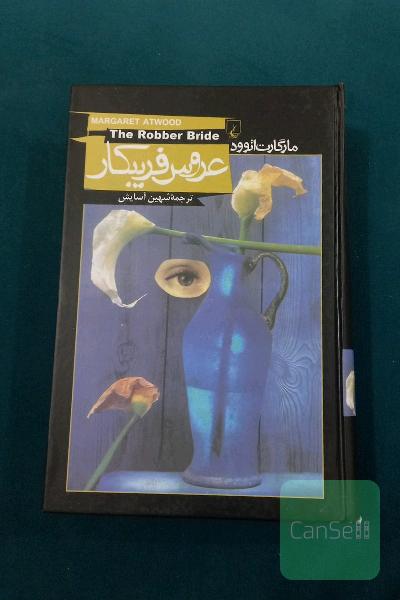 MARGARET ATWOOD
The Robber Bride
مارگارت اتوود
عروس فریبکار
ترجمهٔ شهین آسایش
CanSell